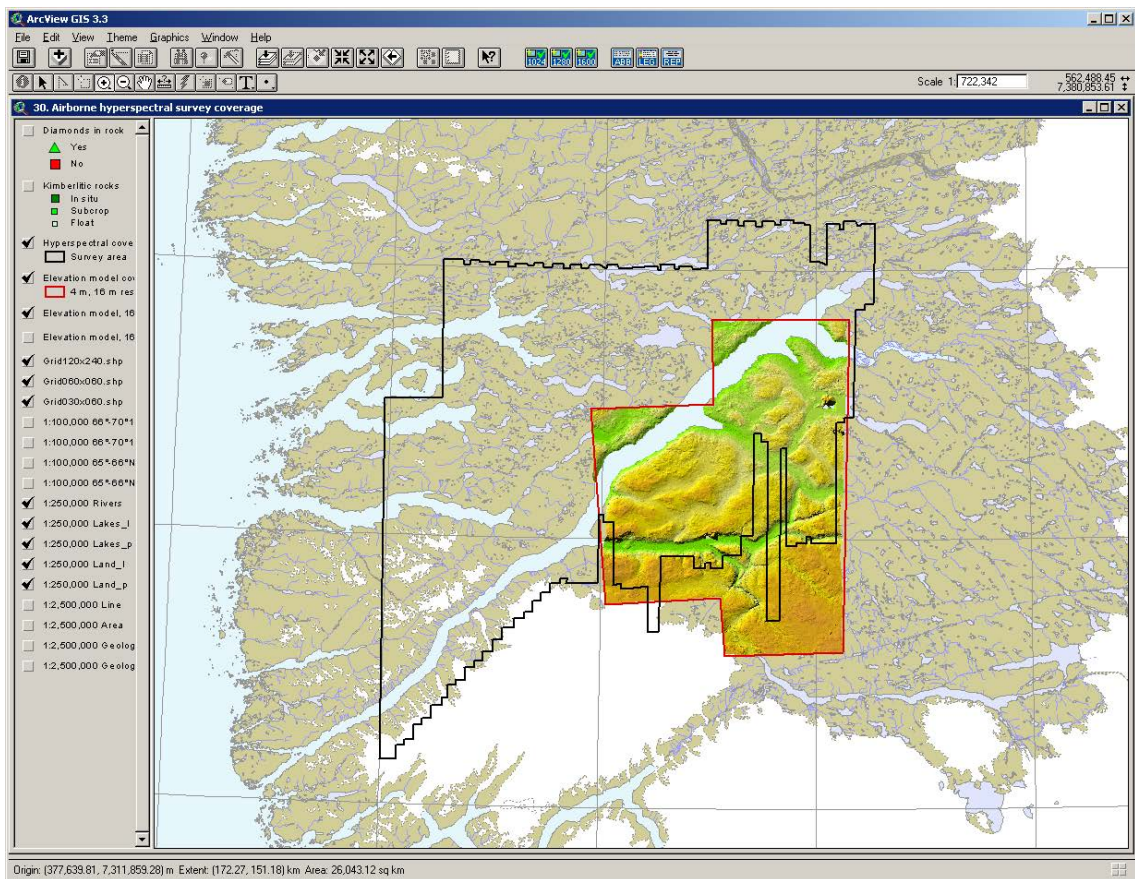 ArcView GIS 3.3
File Edit View Theme Graphics Window Help
1024 1280 1600 ABB LEG REP
Scale 1: 722,342
562,488.45
7,380,853.61
30. Airborne hyperspectral survey coverage
Diamonds in rock
Yes
No
Kimberlitic rocks
In situ
Subcrop
Float
Hyperspectral cove
Survey area
Elevation model cov
4 m, 16 m res
Elevation model, 16
Elevation model, 16
Grid120x240.shp
Grid060x060.shp
Grid030x060.shp
1:100,000 66°-70°1
1:100,000 66°-70°1
1:100,000 65°-66°N
1:100,000 65°-66°N
1:250,000 Rivers
1:250,000 Lakes_l
1:250,000 Lakes_p
1:250,000 Land_l
1:250,000 Land_p
1:2,500,000 Line
1:2,500,000 Area
1:2,500,000 Geolog
1:2,500,000 Geolog
Origin: (377,639.81, 7,311,859.28) m Extent: (172.27, 151.18) km Area: 26,043.12 sq km